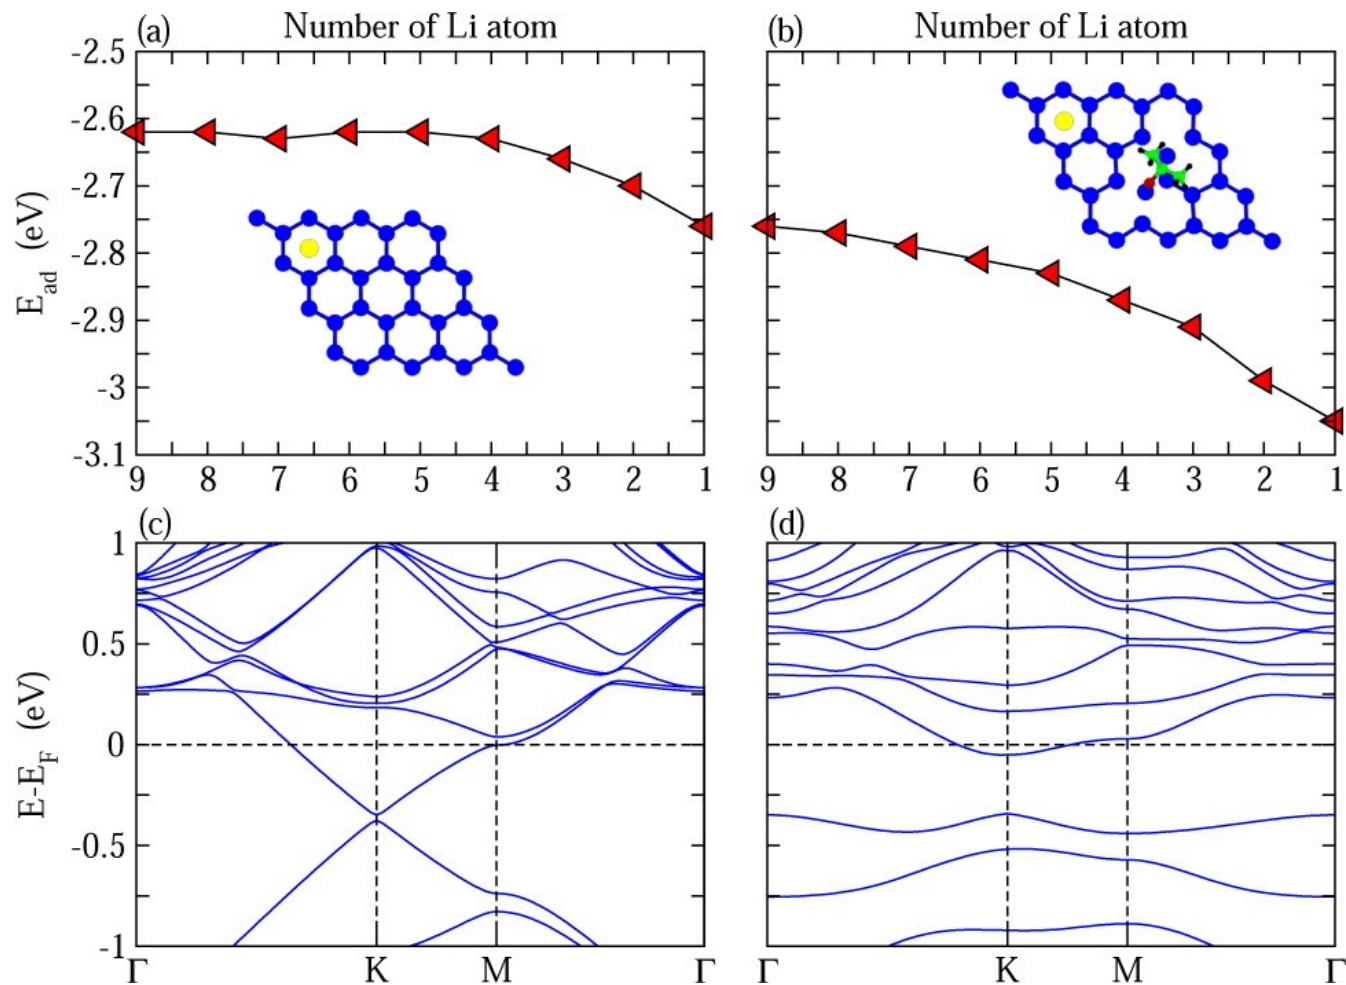 (a) Number of Li atom
(b) Number of Li atom
-2.5
-2.6
-2.7
-2.8
-2.9
-3
-3.1
E_ad (eV)
9 8 7 6 5 4 3 2 1
9 8 7 6 5 4 3 2 1
(c)
(d)
1
0.5
0
-0.5
-1
E-E_F (eV)
Γ K M Γ
Γ K M Γ